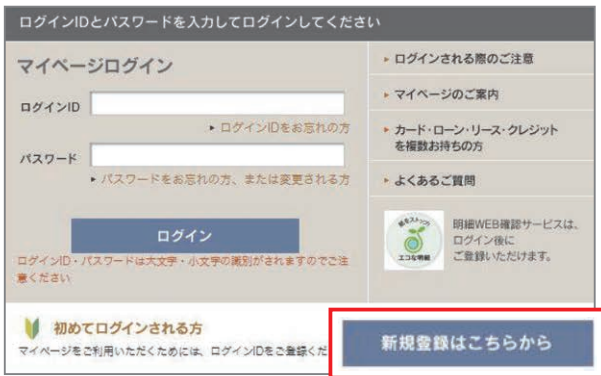 ログインIDとパスワードを入力してログインしてください
マイページログイン
ログインID
▸ ログインIDをお忘れの方
パスワード
▸ パスワードをお忘れの方、または変更される方
ログイン
ログインID・パスワードは大文字・小文字の識別がされますのでご注
意ください
▸ ログインされる際のご注意
▸ マイページのご案内
▸ カード・ローン・リース・クレジット
を複数お持ちの方
▸ よくあるご質問
エコな明細
明細WEB確認サービスは、
ログイン後に
ご登録いただけます。
初めてログインされる方
マイページをご利用いただくためには、ログインIDをご登録くだ
新規登録はこちらから